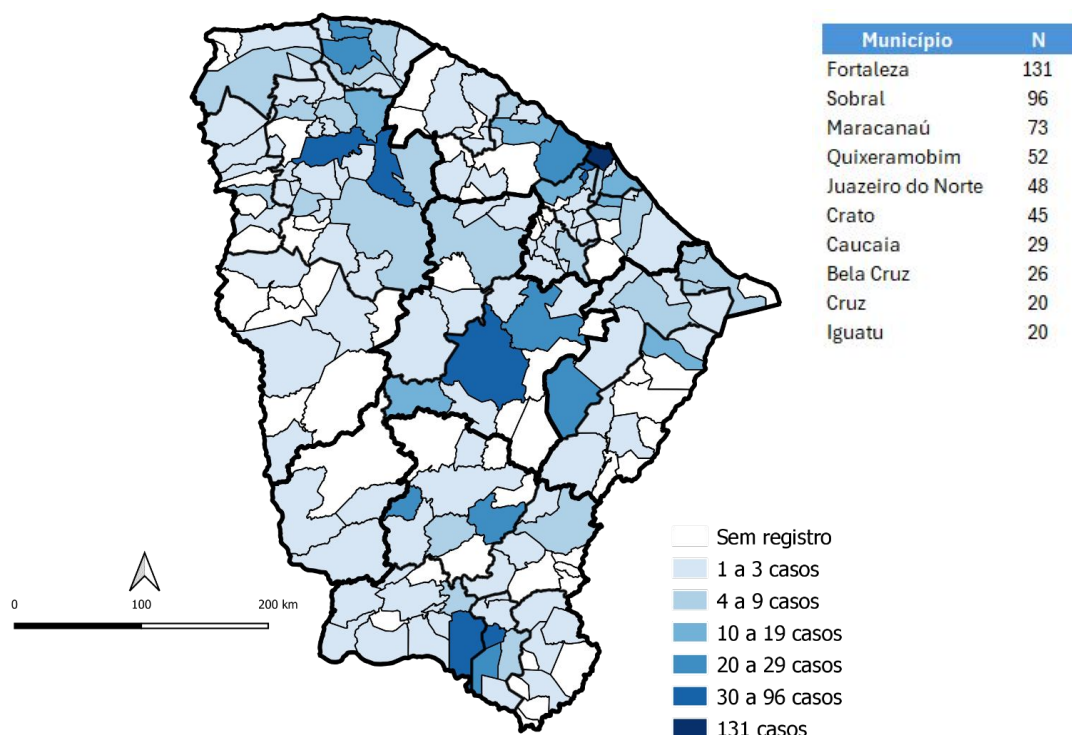 Município N
Fortaleza 131
Sobral 96
Maracanaú 73
Quixeramobim 52
Juazeiro do Norte 48
Crato 45
Caucaia 29
Bela Cruz 26
Cruz 20
Iguatu 20
Sem registro
1 a 3 casos
4 a 9 casos
10 a 19 casos
20 a 29 casos
30 a 96 casos
131 casos
0 100 200 km